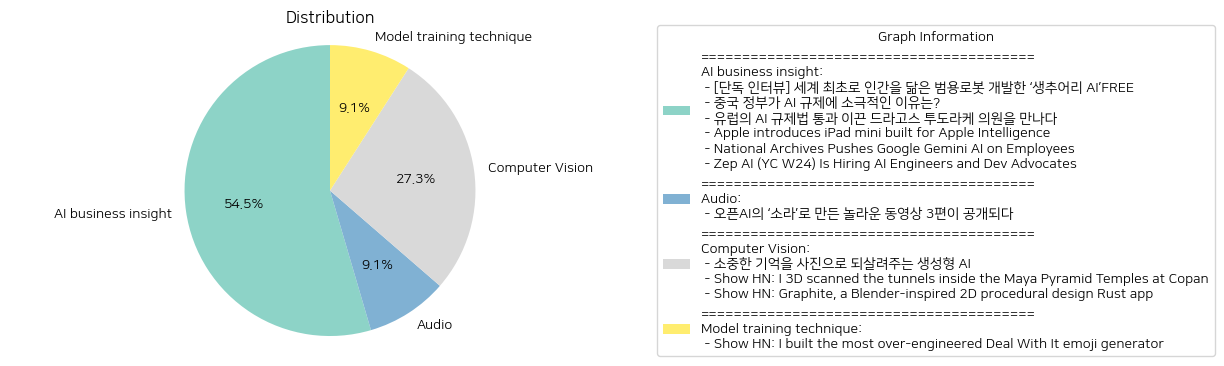 Distribution
Model training technique
9.1%
Computer Vision
27.3%
54.5%
AI business insight
9.1%
Audio
Graph Information
========================================
AI business insight:
- [단독 인터뷰] 세계 최초로 인간을 닮은 범용로봇 개발한 ‘생추어리 AI’FREE
- 중국 정부가 AI 규제에 소극적인 이유는?
- 유럽의 AI 규제법 통과 이끈 드라고스 투도라케 의원을 만나다
- Apple introduces iPad mini built for Apple Intelligence
- National Archives Pushes Google Gemini AI on Employees
- Zep AI (YC W24) Is Hiring AI Engineers and Dev Advocates
========================================
Audio:
- 오픈AI의 ‘소라’로 만든 놀라운 동영상 3편이 공개되다
========================================
Computer Vision:
- 소중한 기억을 사진으로 되살려주는 생성형 AI
- Show HN: I 3D scanned the tunnels inside the Maya Pyramid Temples at Copan
- Show HN: Graphite, a Blender-inspired 2D procedural design Rust app
========================================
Model training technique:
- Show HN: I built the most over-engineered Deal With It emoji generator